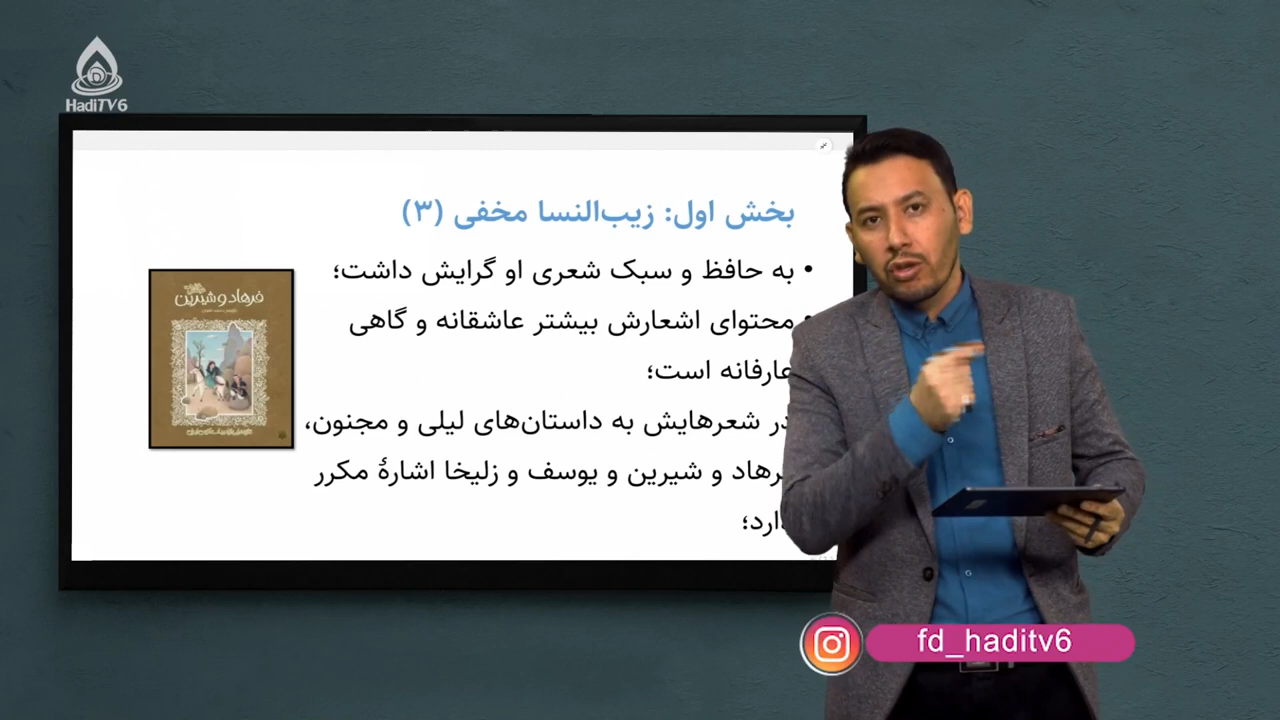 HadiTV6
بخش اول: زیب‌النسا مخفی (۳)
• به حافظ و سبک شعری او گرایش داشت؛
محتوای اشعارش بیشتر عاشقانه و گاهی
عارفانه است؛
در شعرهایش به داستان‌های لیلی و مجنون،
فرهاد و شیرین و یوسف و زلیخا اشارهٔ مکرر
دارد؛
فرهاد و شیرین
fd_haditv6